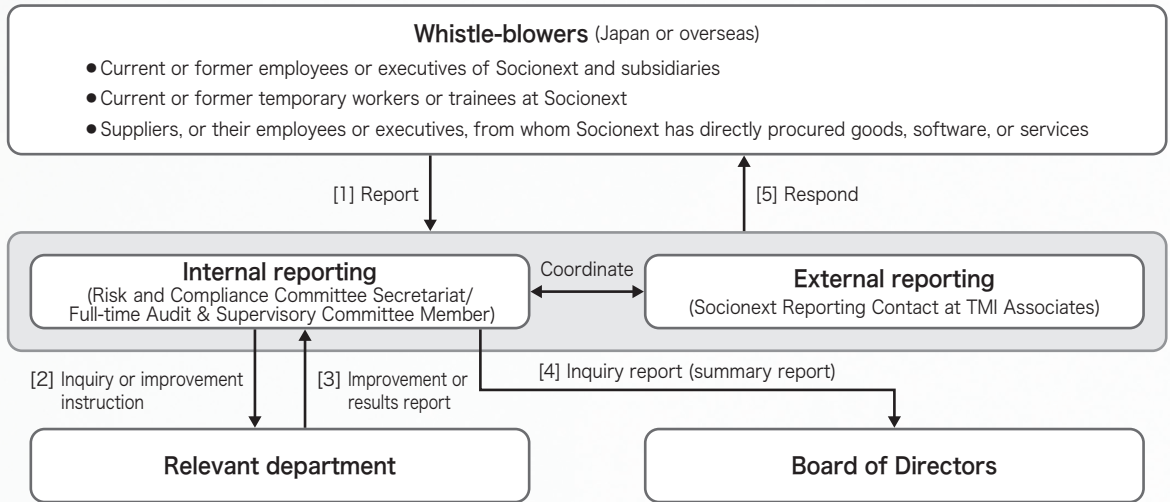 Whistle-blowers (Japan or overseas)
●Current or former employees or executives of Socionext and subsidiaries
●Current or former temporary workers or trainees at Socionext
●Suppliers, or their employees or executives, from whom Socionext has directly procured goods, software, or services
[1] Report
[5] Respond
Internal reporting
(Risk and Compliance Committee Secretariat/
Full-time Audit & Supervisory Committee Member)
Coordinate
External reporting
(Socionext Reporting Contact at TMI Associates)
[2] Inquiry or improvement
instruction
[3] Improvement or
results report
[4] Inquiry report (summary report)
Relevant department
Board of Directors